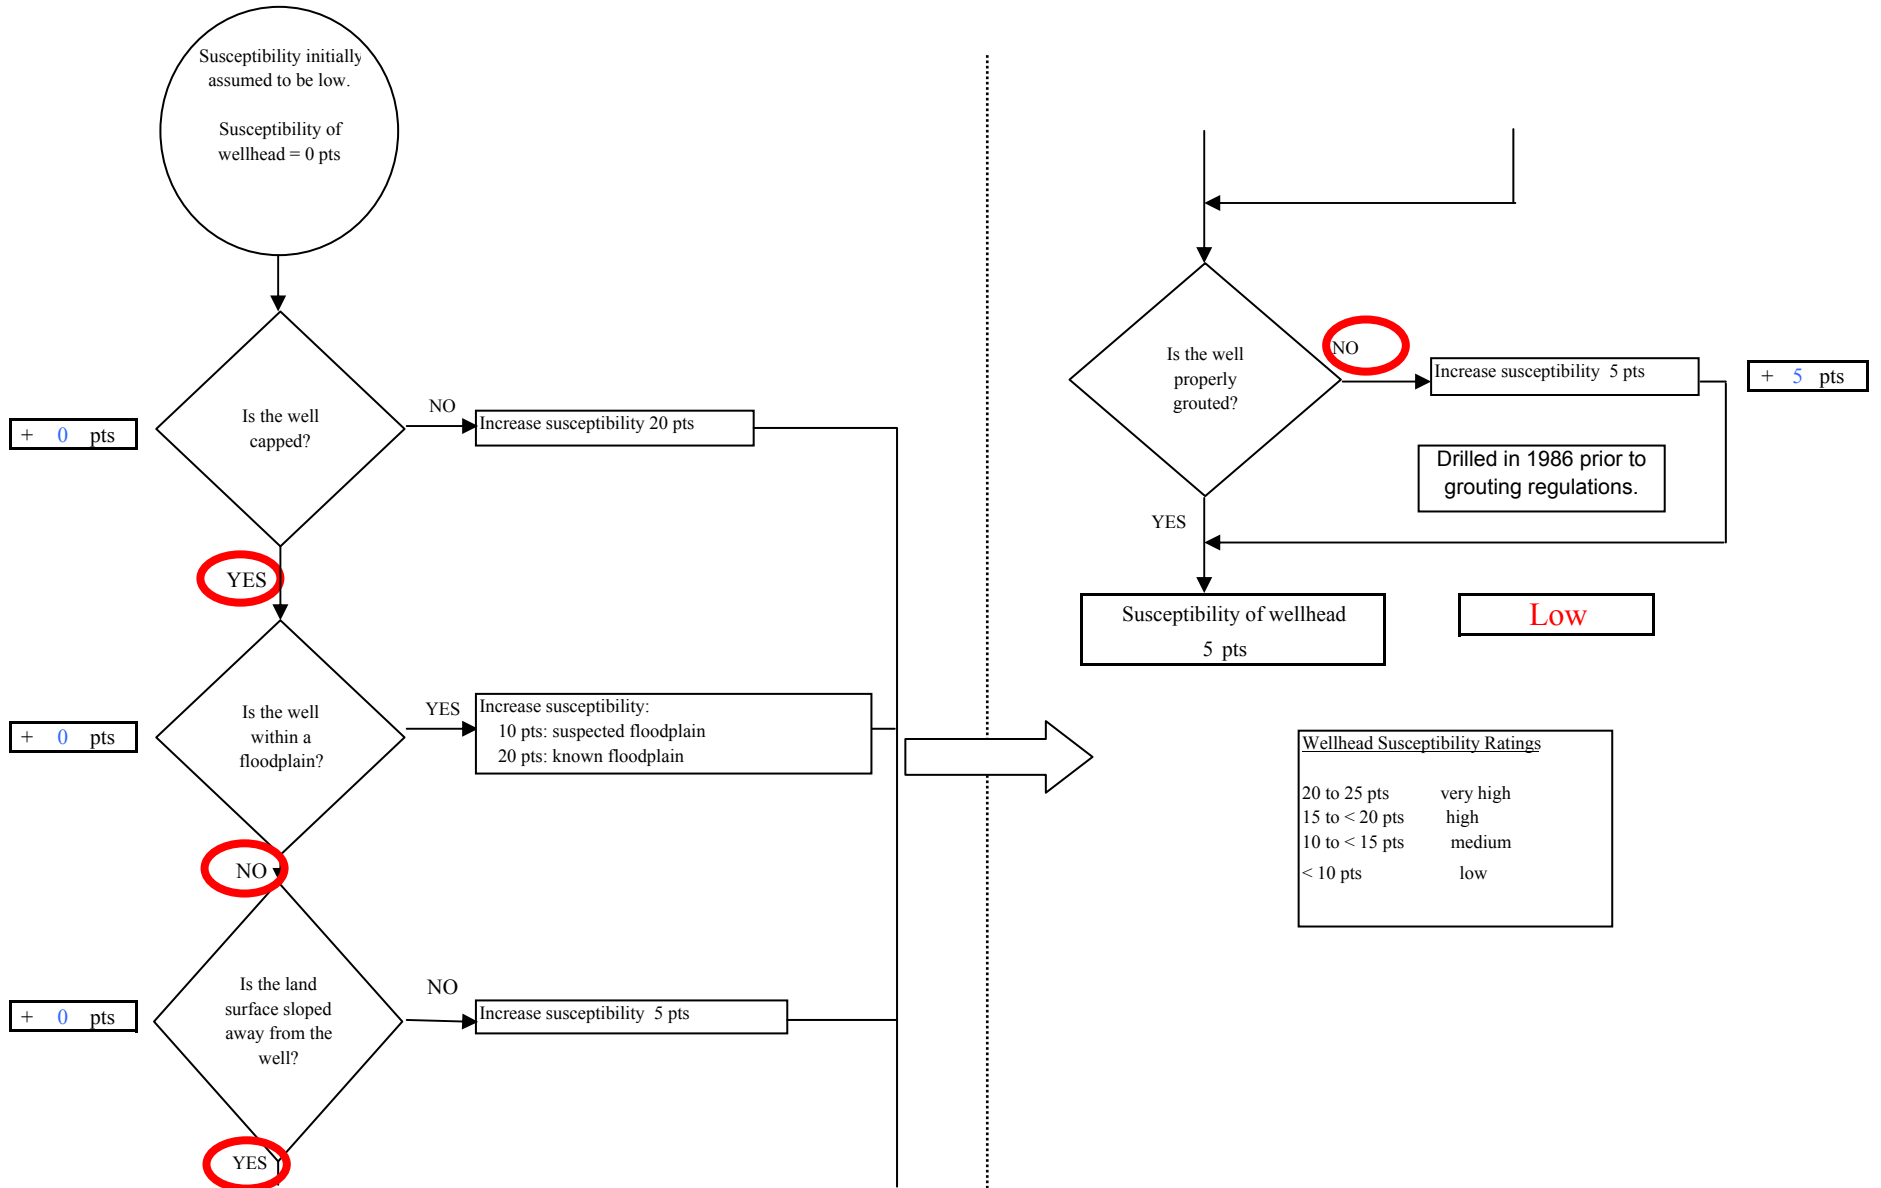 Susceptibility initially
assumed to be low.
Susceptibility of
wellhead = 0 pts
Is the well
capped?
NO
Increase susceptibility 20 pts
+ 0 pts
YES
Is the well
within a
floodplain?
YES
Increase susceptibility:
10 pts: suspected floodplain
20 pts: known floodplain
+ 0 pts
NO
Is the land
surface sloped
away from the
well?
NO
Increase susceptibility 5 pts
+ 0 pts
YES
Is the well
properly
grouted?
NO
Increase susceptibility 5 pts
+ 5 pts
Drilled in 1986 prior to
grouting regulations.
YES
Susceptibility of wellhead
5 pts
Low
Wellhead Susceptibility Ratings
20 to 25 pts very high
15 to < 20 pts high
10 to < 15 pts medium
< 10 pts low